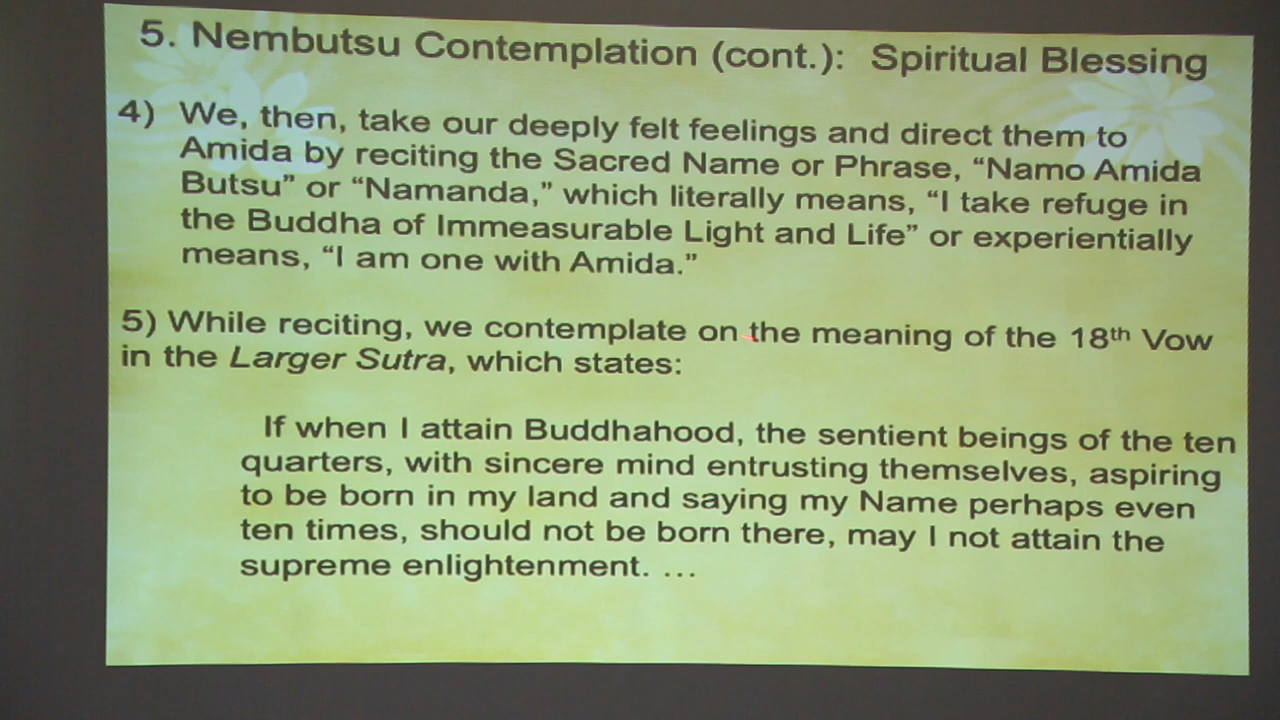 5. Nembutsu Contemplation (cont.): Spiritual Blessing
4) We, then, take our deeply felt feelings and direct them to
Amida by reciting the Sacred Name or Phrase, “Namo Amida
Butsu” or “Namanda,” which literally means, “I take refuge in
the Buddha of Immeasurable Light and Life” or experientially
means, “I am one with Amida.”
5) While reciting, we contemplate on the meaning of the 18th Vow
in the Larger Sutra, which states:
If when I attain Buddhahood, the sentient beings of the ten
quarters, with sincere mind entrusting themselves, aspiring
to be born in my land and saying my Name perhaps even
ten times, should not be born there, may I not attain the
supreme enlightenment. …